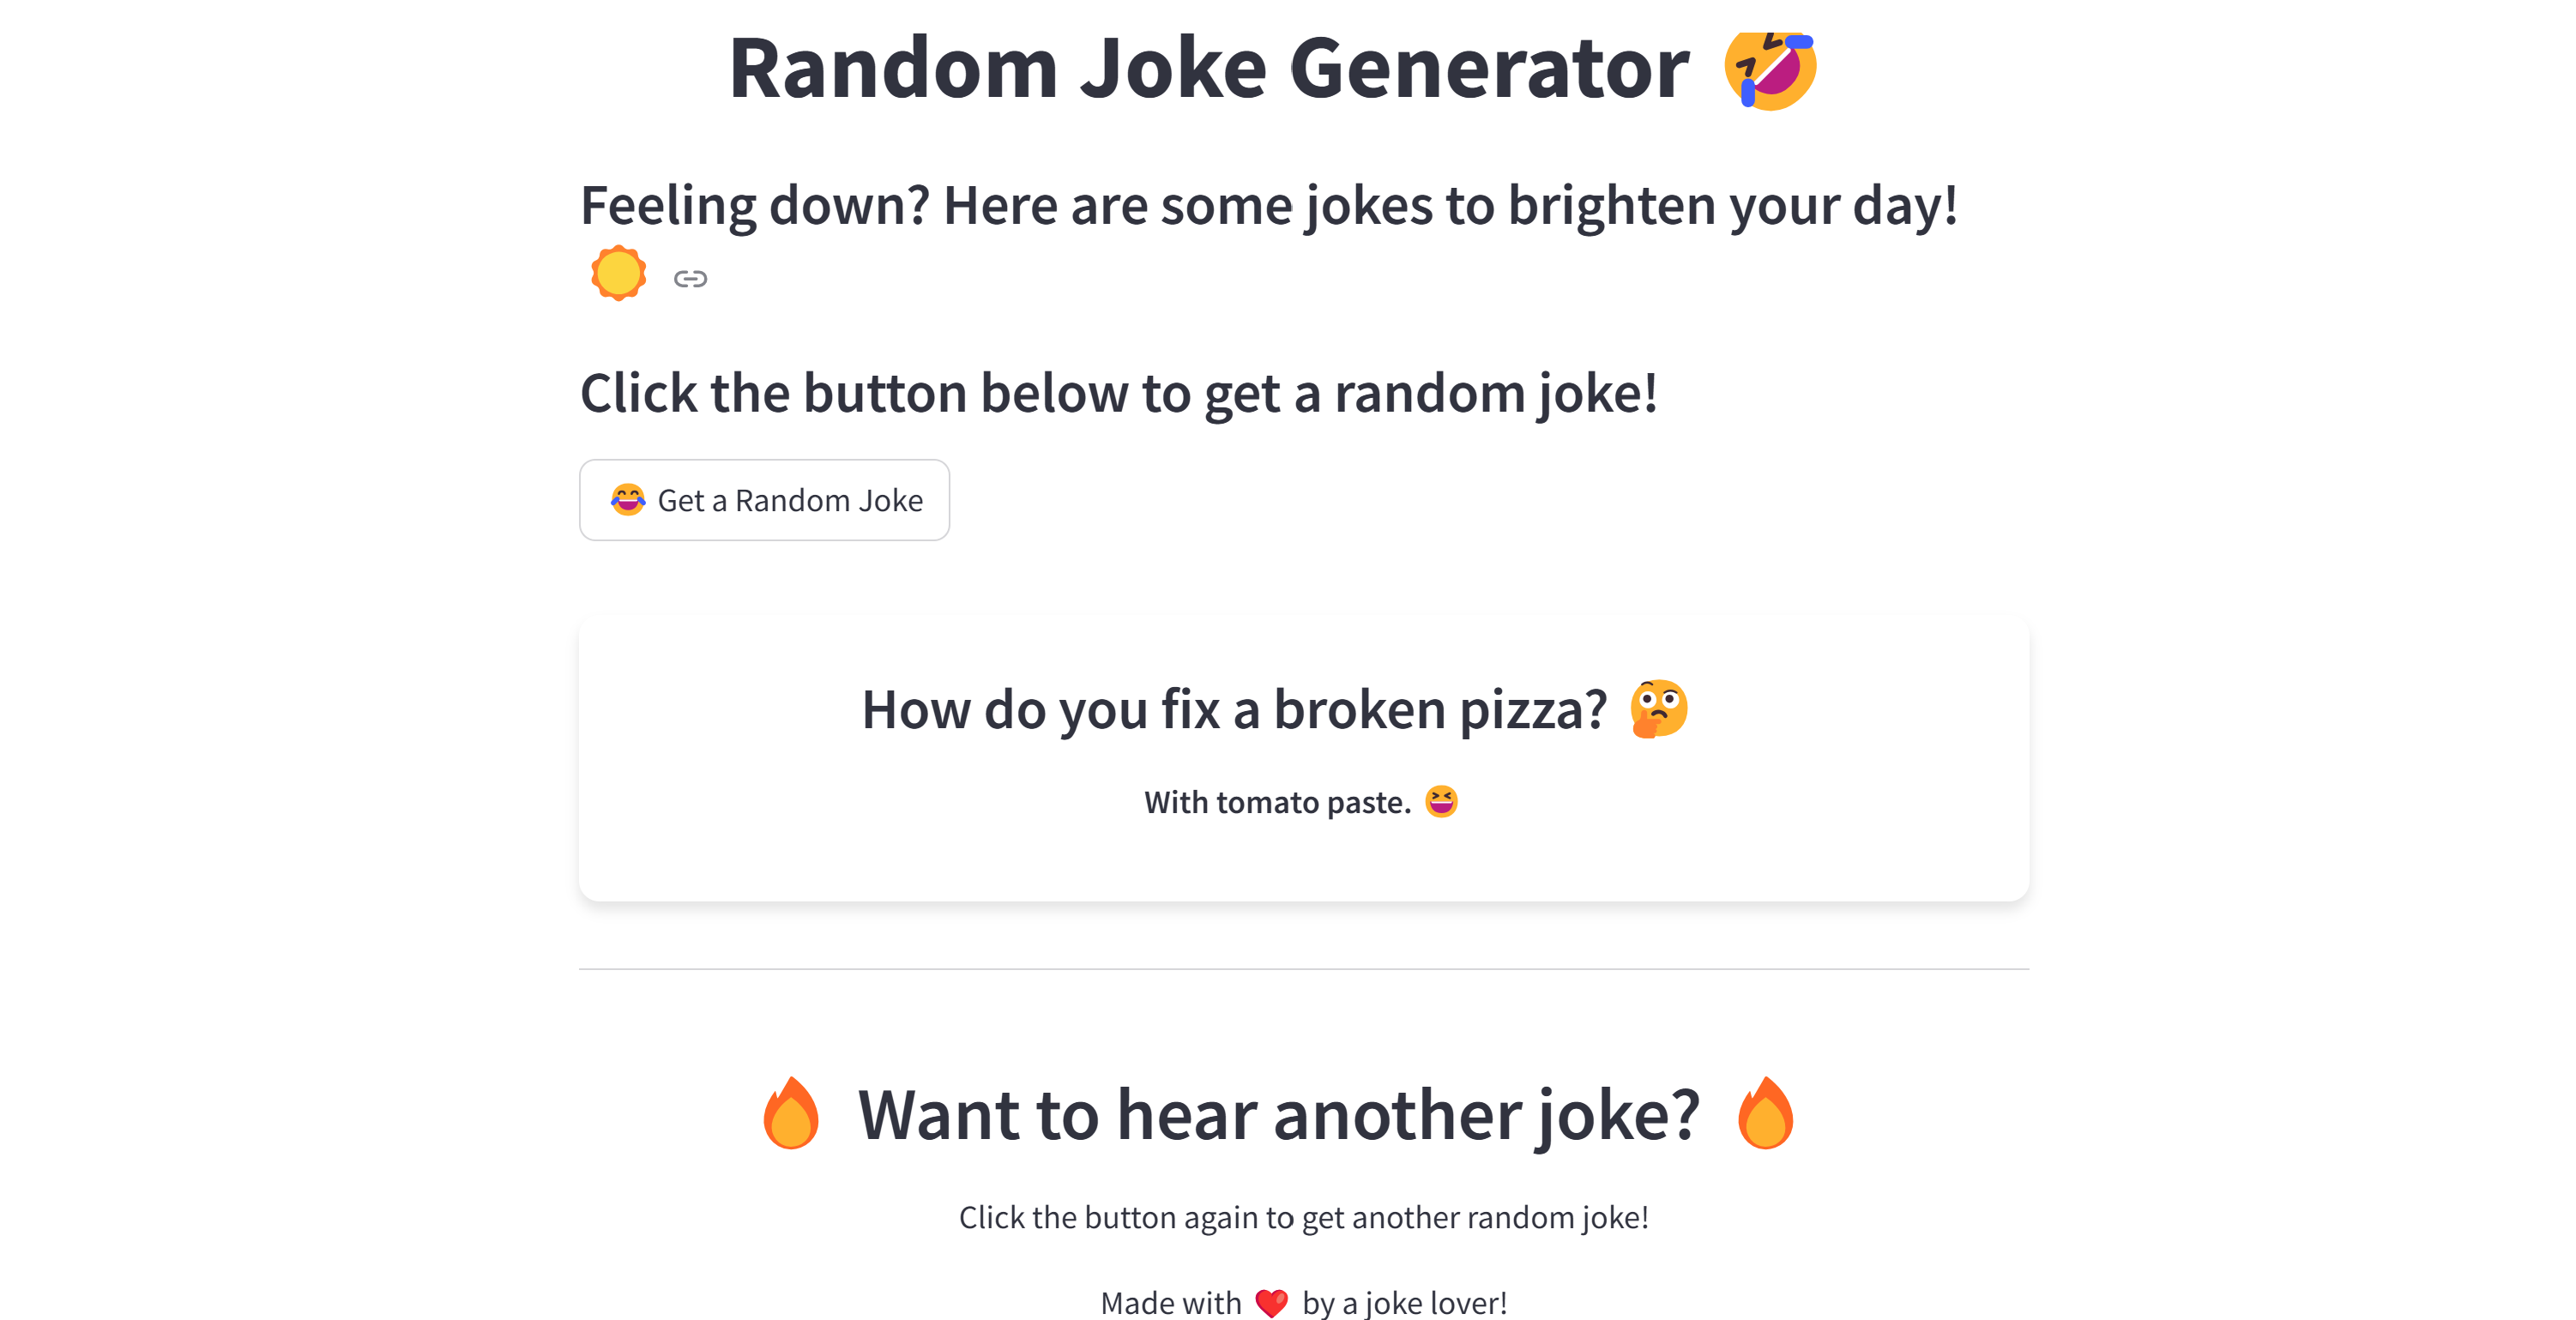 Random Joke Generator 🤣
Feeling down? Here are some jokes to brighten your day!
🌞
Click the button below to get a random joke!
😂 Get a Random Joke
How do you fix a broken pizza? 🤔
With tomato paste. 😆
🔥 Want to hear another joke? 🔥
Click the button again to get another random joke!
Made with ❤️ by a joke lover!